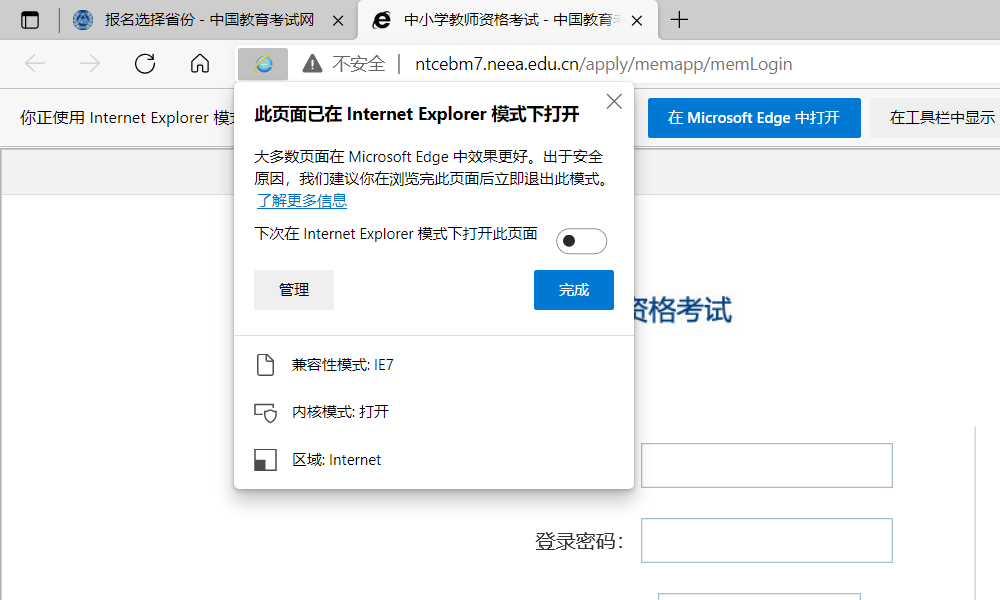 报名选择省份 - 中国教育考试网
中小学教师资格考试 - 中国教育
不安全
ntcebm7.neea.edu.cn/apply/memapp/memLogin
你正使用 Internet Explorer 模
在 Microsoft Edge 中打开
在工具栏中显示
此页面已在 Internet Explorer 模式下打开
大多数页面在 Microsoft Edge 中效果更好。出于安全
原因，我们建议你在浏览完此页面后立即退出此模式。
了解更多信息
下次在 Internet Explorer 模式下打开此页面
管理
完成
资格考试
兼容性模式: IE7
内核模式: 打开
区域: Internet
登录密码：